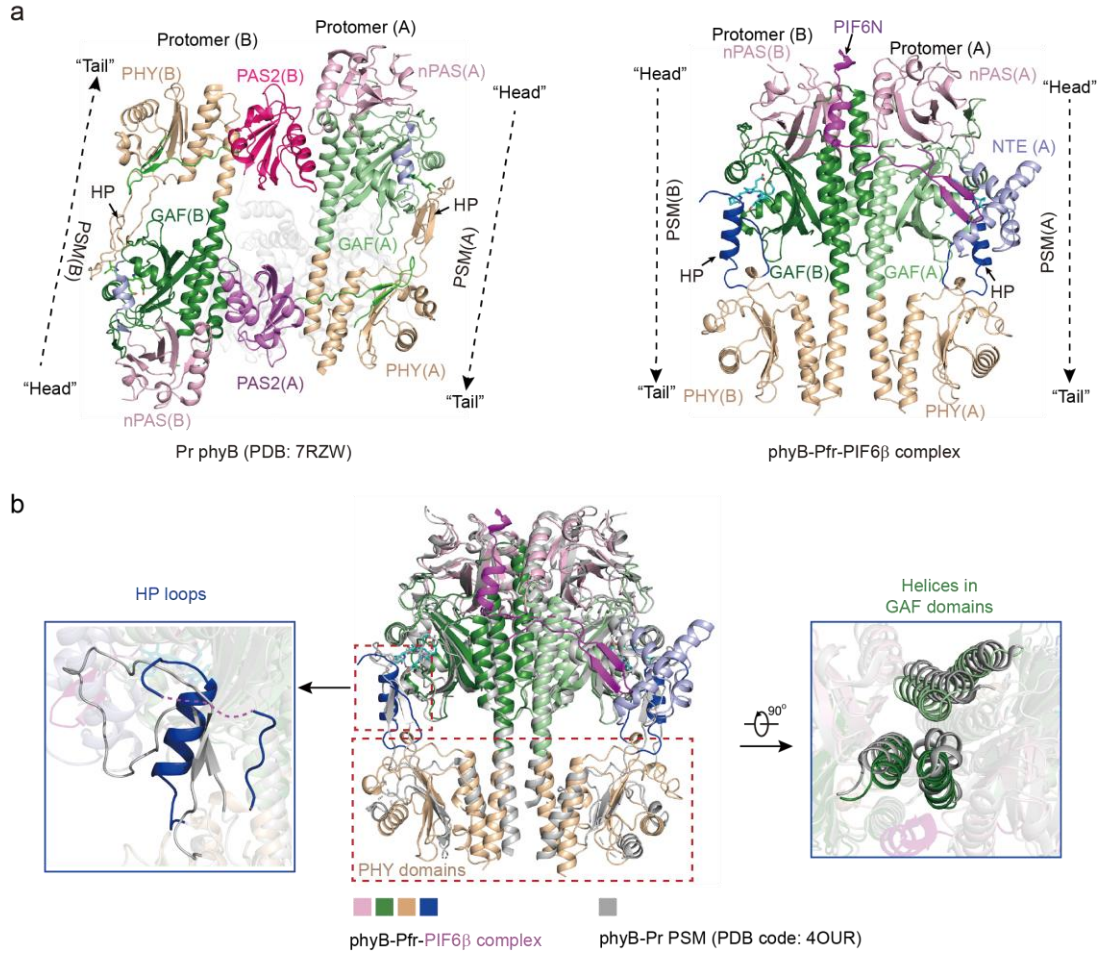 a
Protomer (B)
Protomer (A)
"Tail"
PHY(B)
PAS2(B)
nPAS(A)
"Head"
HP
GAF(B)
PSM(B)
GAF(A)
HP
PSM(A)
"Head"
nPAS(B)
PAS2(A)
PHY(A)
"Tail"
Pr phyB (PDB: 7RZW)
Protomer (B)
PIF6N
Protomer (A)
nPAS(B)
nPAS(A)
"Head"
"Head"
NTE (A)
PSM(B)
PSM(A)
HP
GAF(B)
GAF(A)
HP
"Tail"
PHY(B)
PHY(A)
"Tail"
phyB-Pfr-PIF6β complex
b
HP loops
PHY domains
90°
Helices in
GAF domains
phyB-Pfr-PIF6β complex
phyB-Pr PSM (PDB code: 4OUR)